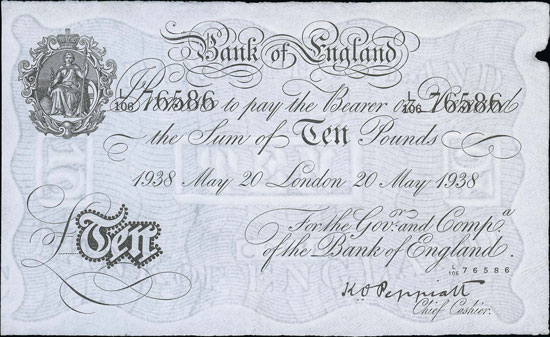 Bank of England
L/106 76586 L/106 76586
I Promise to pay the Bearer on Demand
the Sum of Ten Pounds
1938 May 20 London 20 May 1938
For the Govr. and Compa.
of the Bank of England.
£ Ten
L/106 76586
K.O. Peppiatt
Chief Cashier.